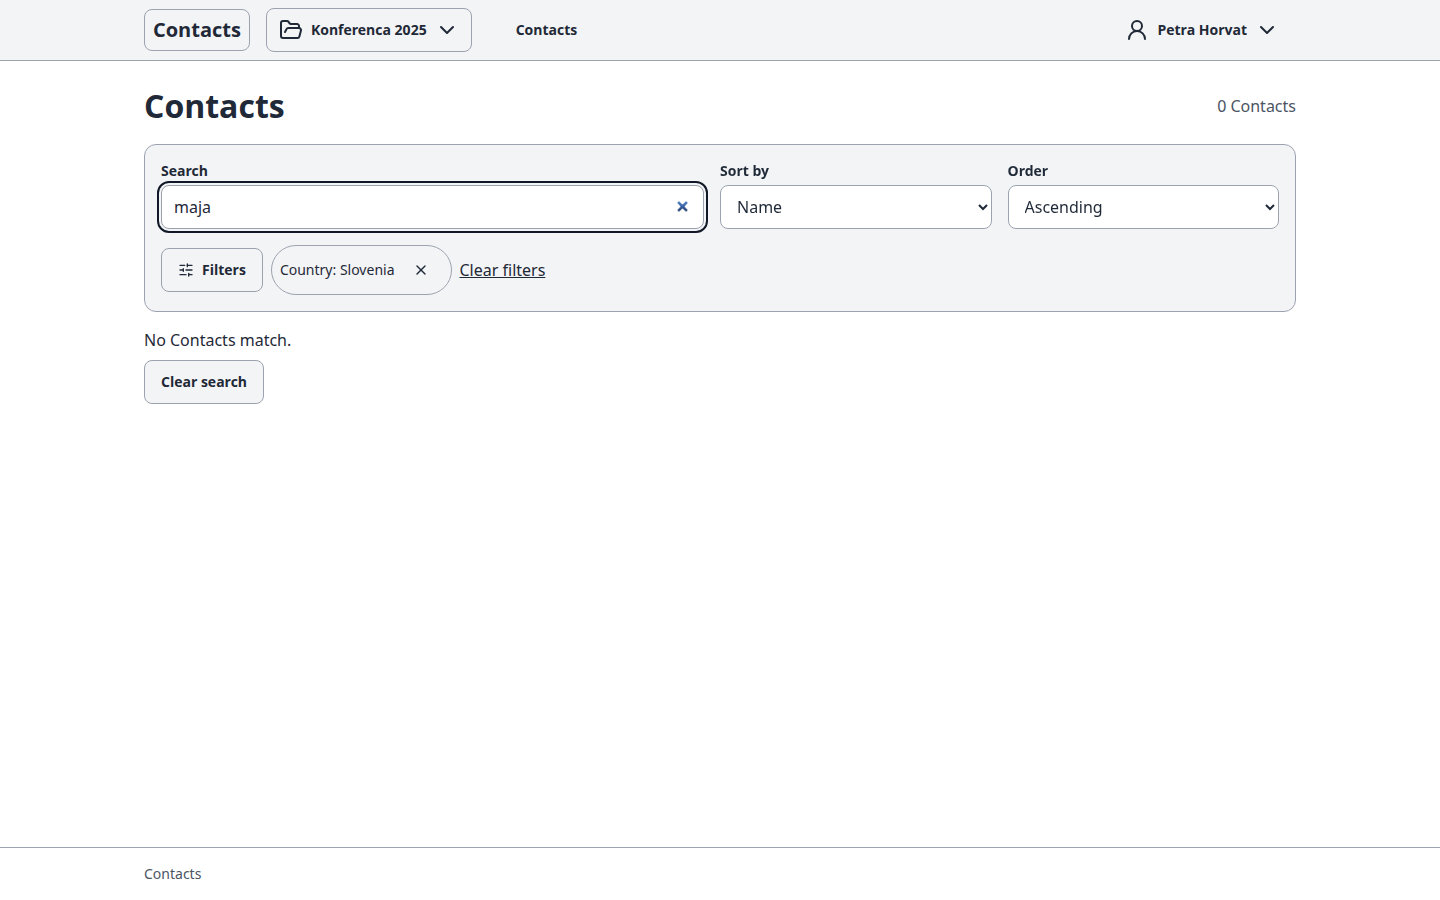 Contacts
Konferenca 2025
Contacts
Petra Horvat
Contacts
0 Contacts
Search
Sort by
Order
maja
Name
Ascending
Filters
Country: Slovenia
Clear filters
No Contacts match.
Clear search
Contacts